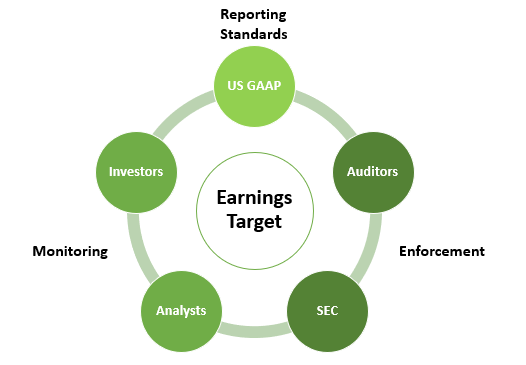 Reporting
Standards
US GAAP
Investors
Auditors
Earnings
Target
Monitoring
Enforcement
Analysts
SEC